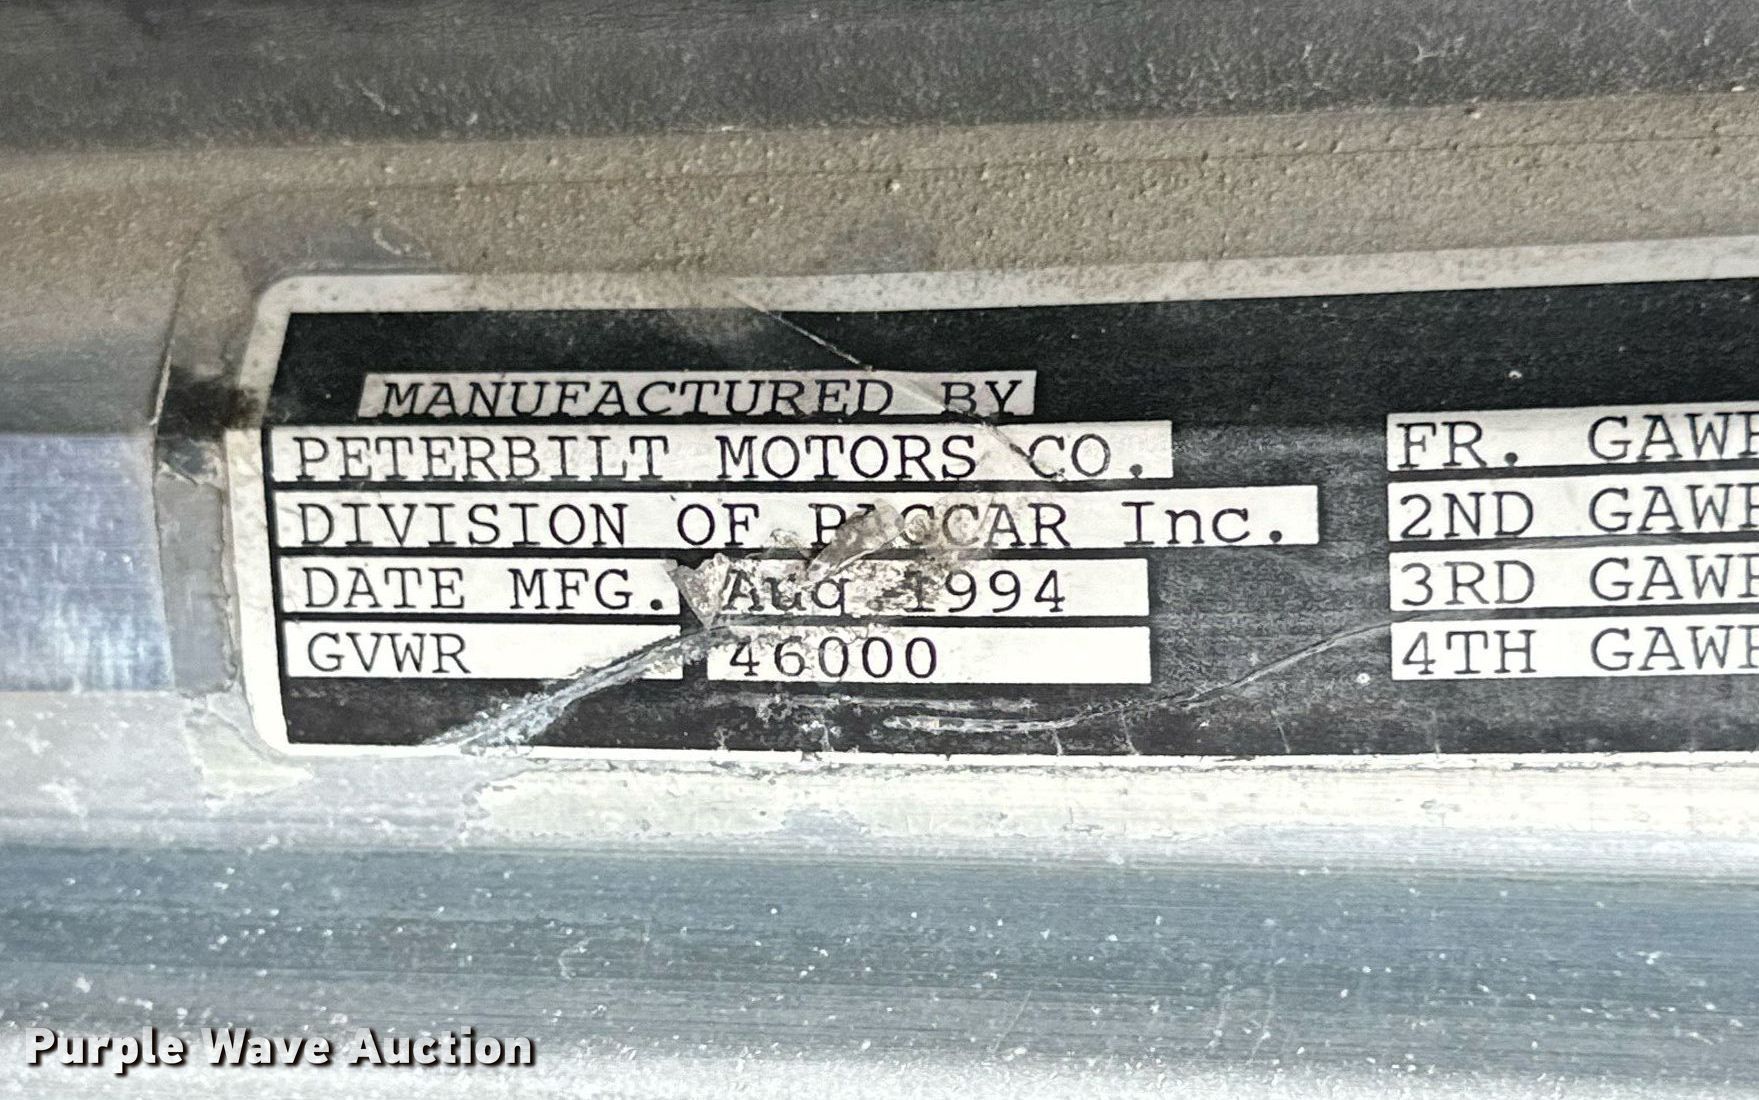 MANUFACTURED BY
PETERBILT MOTORS CO.
DIVISION OF PACCAR Inc.
DATE MFG. Aug. 1994
GVWR 46000
FR. GAWR
2ND GAWR
3RD GAWR
4TH GAWR
Purple Wave Auction